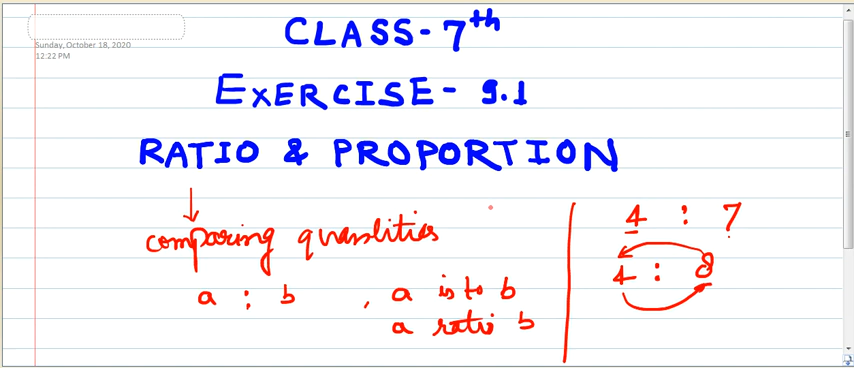 Sunday, October 18, 2020
12:22 PM
CLASS- 7th
EXERCISE- 9.1
RATIO & PROPORTION
comparing quantities
a : b , a is to b
a ratio b
4 : 7
4 : 8